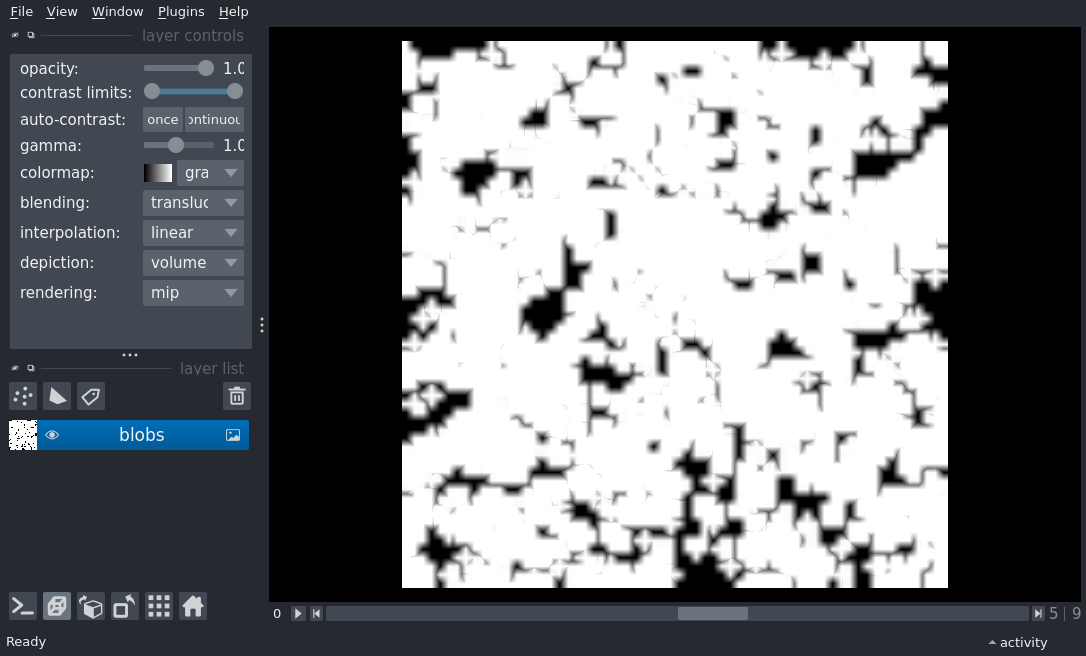 File View Window Plugins Help
layer controls
opacity: 1.0
contrast limits:
auto-contrast: once ontinuou
gamma: 1.0
colormap: gra
blending: transluc
interpolation: linear
depiction: volume
rendering: mip
layer list
blobs
0 5 | 9
Ready activity